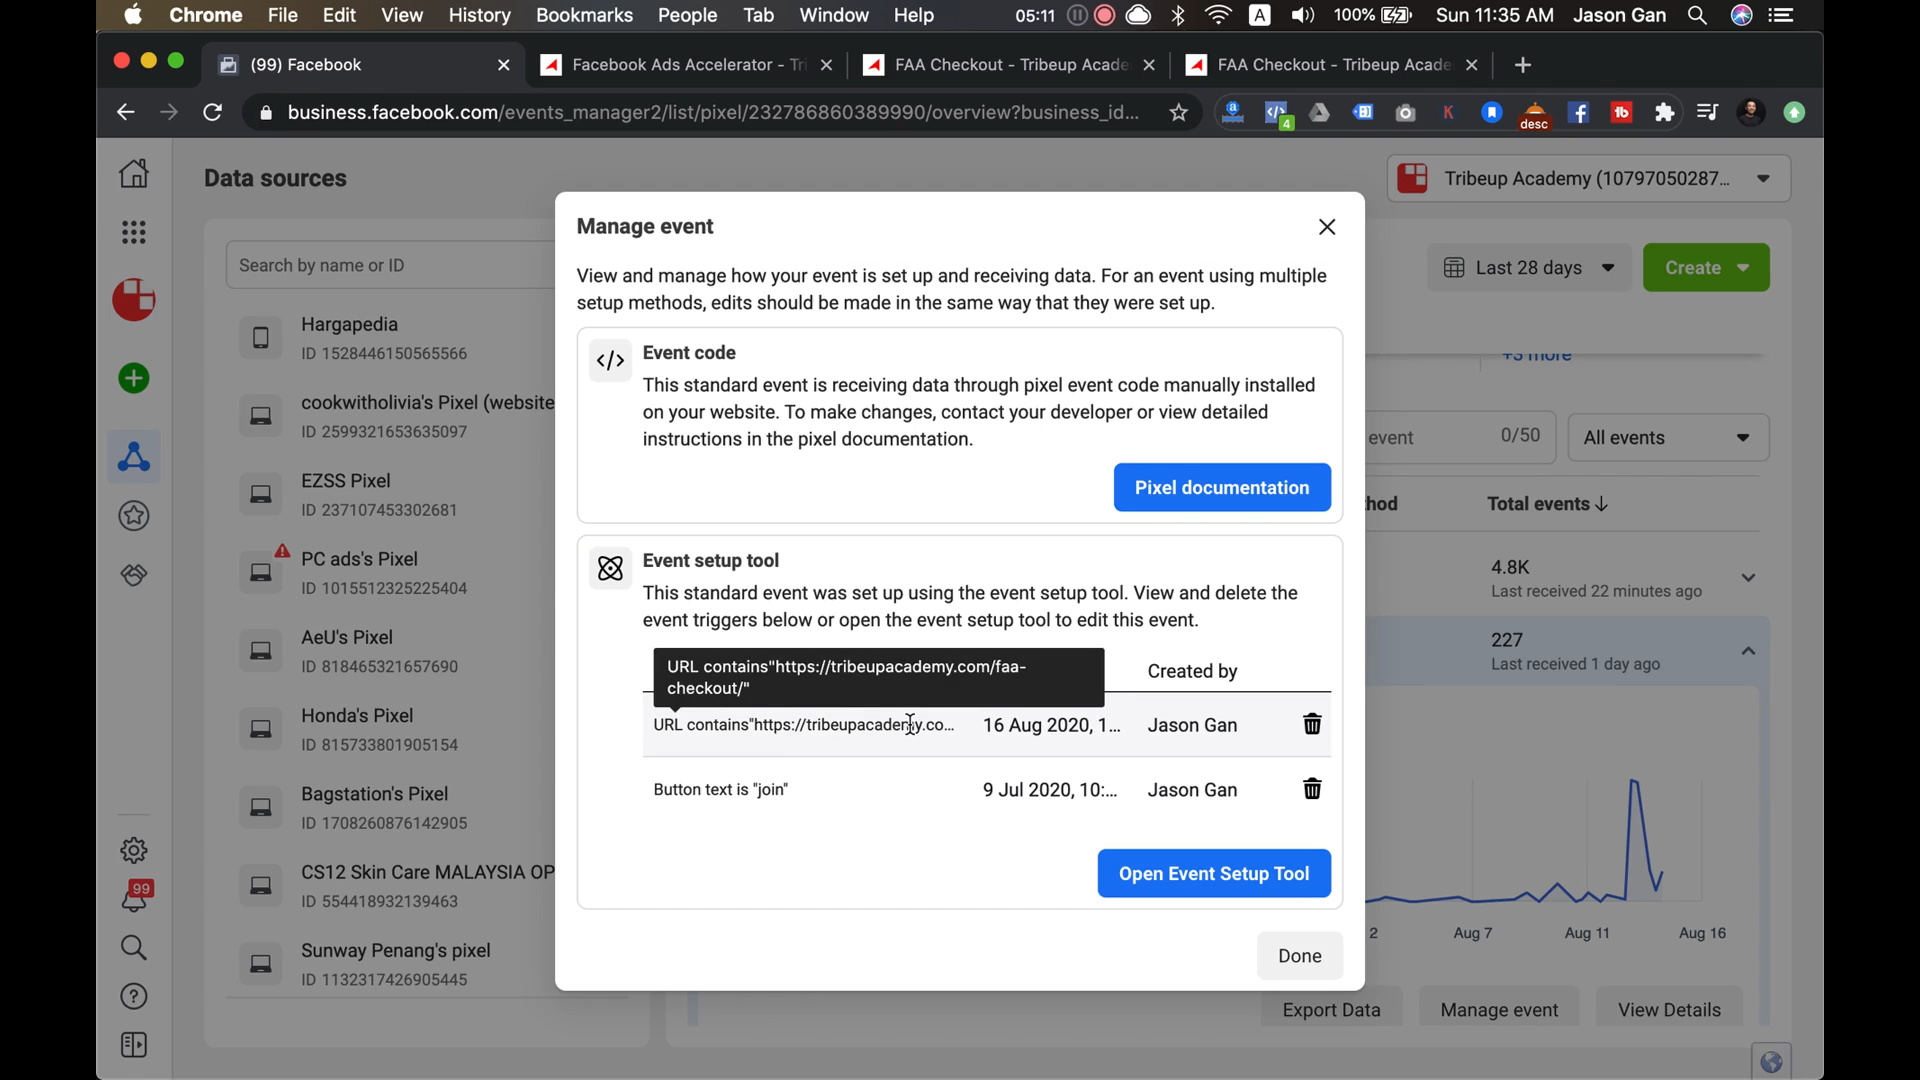 Chrome File Edit View History Bookmarks People Tab Window Help 05:11 A 100% Sun 11:35 AM Jason Gan
(99) Facebook
Facebook Ads Accelerator - Tri
FAA Checkout - Tribeup Acade
FAA Checkout - Tribeup Acade
business.facebook.com/events_manager2/list/pixel/232786860389990/overview?business_id...
4
desc
Data sources
Tribeup Academy (10797050287...
Search by name or ID
Last 28 days
Create
Hargapedia
ID 1528446150565566
cookwitholivia's Pixel (website
ID 2599321653635097
EZSS Pixel
ID 237107453302681
PC ads's Pixel
ID 1015512325225404
AeU's Pixel
ID 818465321657690
Honda's Pixel
ID 815733801905154
Bagstation's Pixel
ID 1708260876142905
CS12 Skin Care MALAYSIA OP
ID 554418932139463
Sunway Penang's pixel
ID 1132317426905445
99
Manage event
View and manage how your event is set up and receiving data. For an event using multiple
setup methods, edits should be made in the same way that they were set up.
Event code
This standard event is receiving data through pixel event code manually installed
on your website. To make changes, contact your developer or view detailed
instructions in the pixel documentation.
Pixel documentation
Event setup tool
This standard event was set up using the event setup tool. View and delete the
event triggers below or open the event setup tool to edit this event.
URL contains"https://tribeupacademy.com/faa-
checkout/"
Created by
URL contains"https://tribeupacademy.co... 16 Aug 2020, 1... Jason Gan
Button text is "join" 9 Jul 2020, 10:... Jason Gan
Open Event Setup Tool
Done
+3 more
event 0/50
All events
hod
Total events
4.8K
Last received 22 minutes ago
227
Last received 1 day ago
2 Aug 7 Aug 11 Aug 16
Export Data
Manage event
View Details